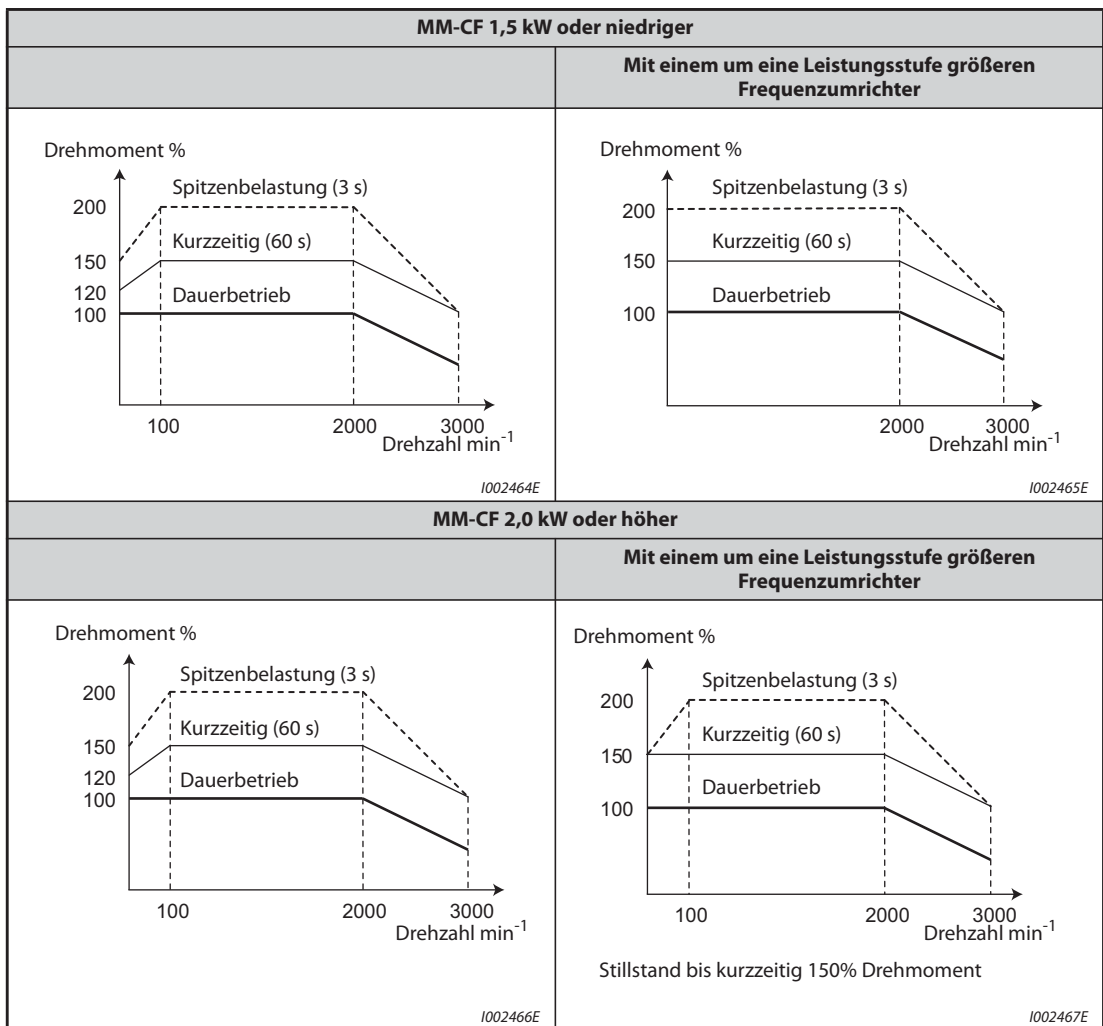 MM-CF 1,5 kW oder niedriger
Mit einem um eine Leistungsstufe größeren
Frequenzumrichter
Drehmoment %
Spitzenbelastung (3 s)
200
Kurzzeitig (60 s)
150
120
Dauerbetrieb
100
100 2000 3000
Drehzahl min-1
I002464E
Drehmoment %
Spitzenbelastung (3 s)
200
Kurzzeitig (60 s)
150
Dauerbetrieb
100
2000 3000
Drehzahl min-1
I002465E
MM-CF 2,0 kW oder höher
Mit einem um eine Leistungsstufe größeren
Frequenzumrichter
Drehmoment %
Spitzenbelastung (3 s)
200
Kurzzeitig (60 s)
150
120
Dauerbetrieb
100
100 2000 3000
Drehzahl min-1
I002466E
Drehmoment %
Spitzenbelastung (3 s)
200
Kurzzeitig (60 s)
150
Dauerbetrieb
100
100 2000 3000
Drehzahl min-1
Stillstand bis kurzzeitig 150% Drehmoment
I002467E